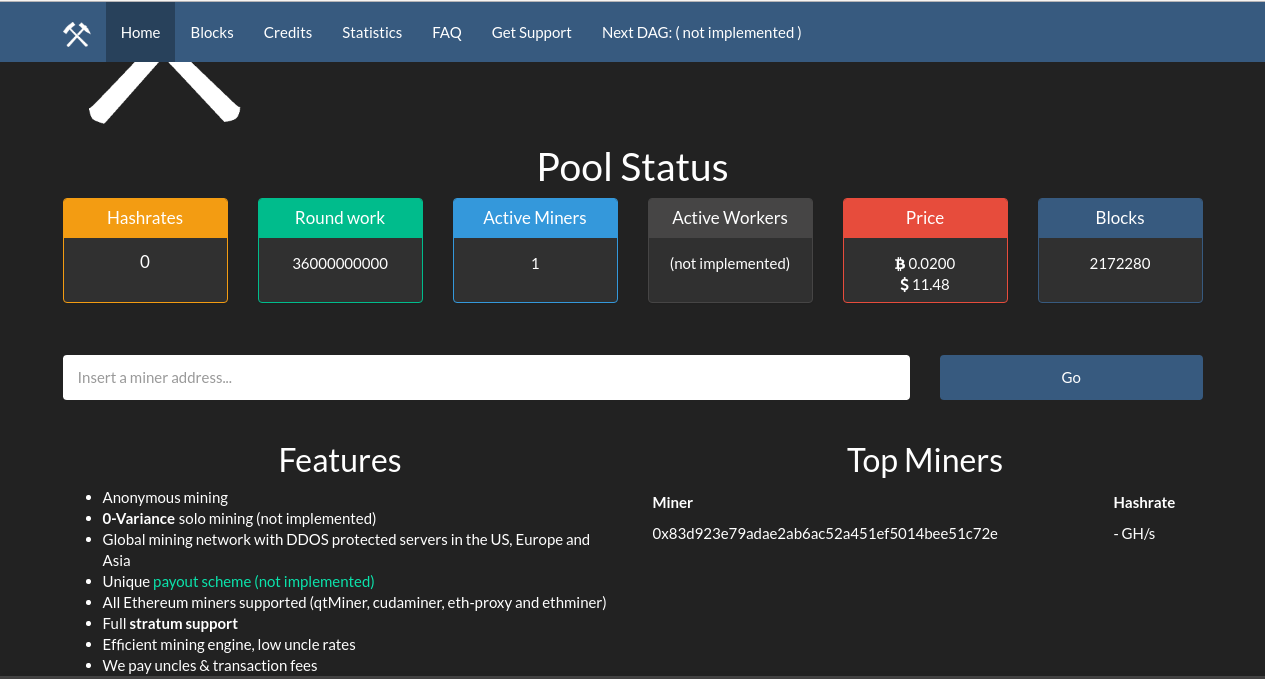 Home Blocks Credits Statistics FAQ Get Support Next DAG: ( not implemented )
Pool Status
Hashrates Round work Active Miners Active Workers Price Blocks
0 36000000000 1 (not implemented) ₿ 0.0200 2172280
$ 11.48
Insert a miner address... Go
Features Top Miners
Anonymous mining
Miner Hashrate
0-Variance solo mining (not implemented)
Global mining network with DDOS protected servers in the US, Europe and
Asia
0x83d923e79adae2ab6ac52a451ef5014bee51c72e - GH/s
Unique payout scheme (not implemented)
All Ethereum miners supported (qtMiner, cudaminer, eth-proxy and ethminer)
Full stratum support
Efficient mining engine, low uncle rates
We pay uncles & transaction fees